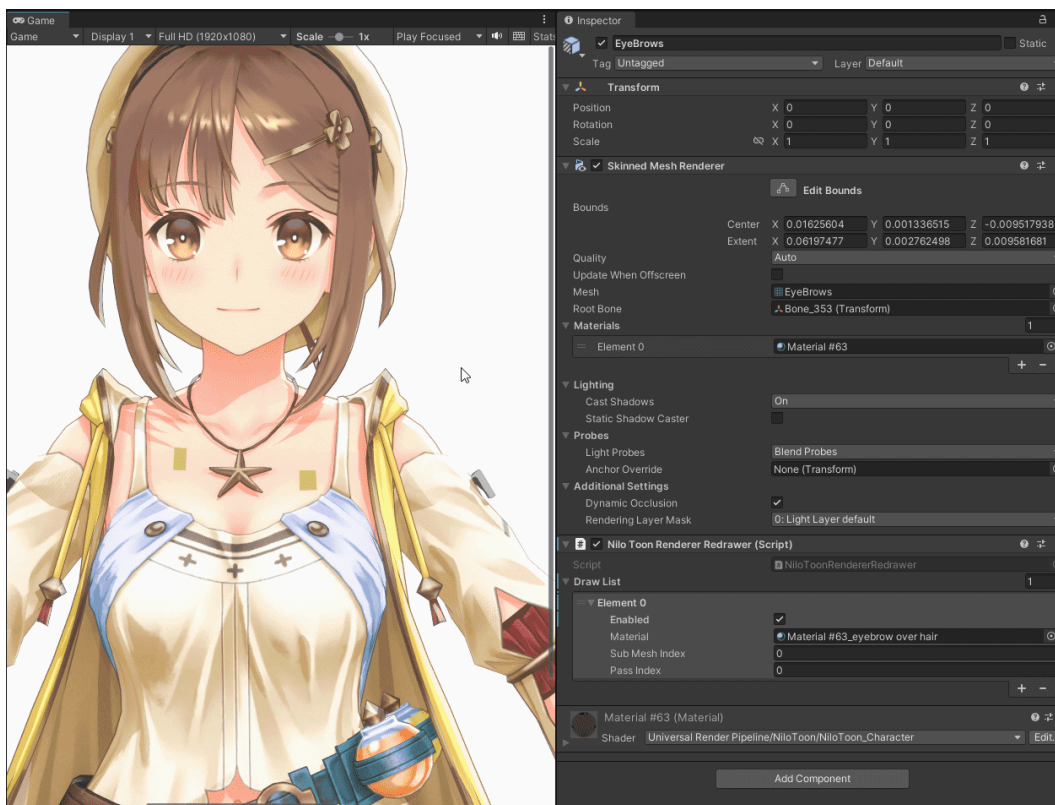 Game
Game Display 1 Full HD (1920x1080) Scale 1x Play Focused Stats
Inspector
EyeBrows Static
Tag Untagged Layer Default
Transform
Position X 0 Y 0 Z 0
Rotation X 0 Y 0 Z 0
Scale X 1 Y 1 Z 1
Skinned Mesh Renderer
Edit Bounds
Bounds
Center X 0.01625604 Y 0.001336515 Z -0.009517938
Extent X 0.06197477 Y 0.002762498 Z 0.009581681
Quality Auto
Update When Offscreen
Mesh EyeBrows
Root Bone Bone_353 (Transform)
Materials 1
Element 0 Material #63
+ -
Lighting
Cast Shadows On
Static Shadow Caster
Probes
Light Probes Blend Probes
Anchor Override None (Transform)
Additional Settings
Dynamic Occlusion
Rendering Layer Mask 0: Light Layer default
# Nilo Toon Renderer Redrawer (Script)
Script NiloToonRendererRedrawer
Draw List 1
Element 0
Enabled
Material Material #63_eyebrow over hair
Sub Mesh Index 0
Pass Index 0
+ -
Material #63 (Material)
Shader Universal Render Pipeline/NiloToon/NiloToon_Character Edit.
Add Component